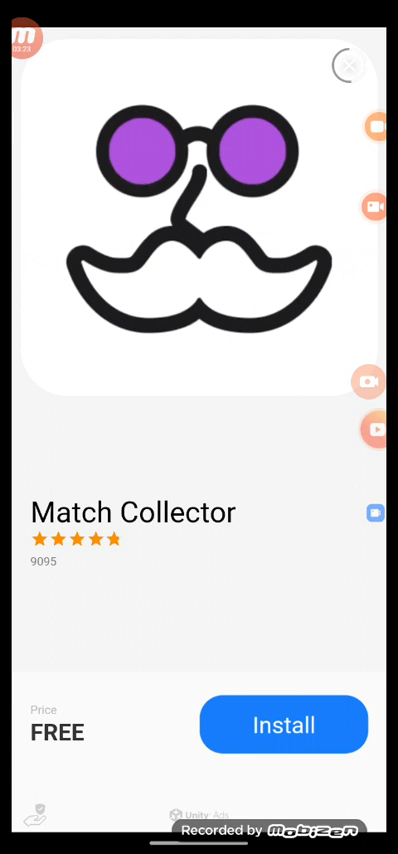 m
03:23
Match Collector
9095
Price
FREE
Install
Unity Ads
Recorded by mobizen